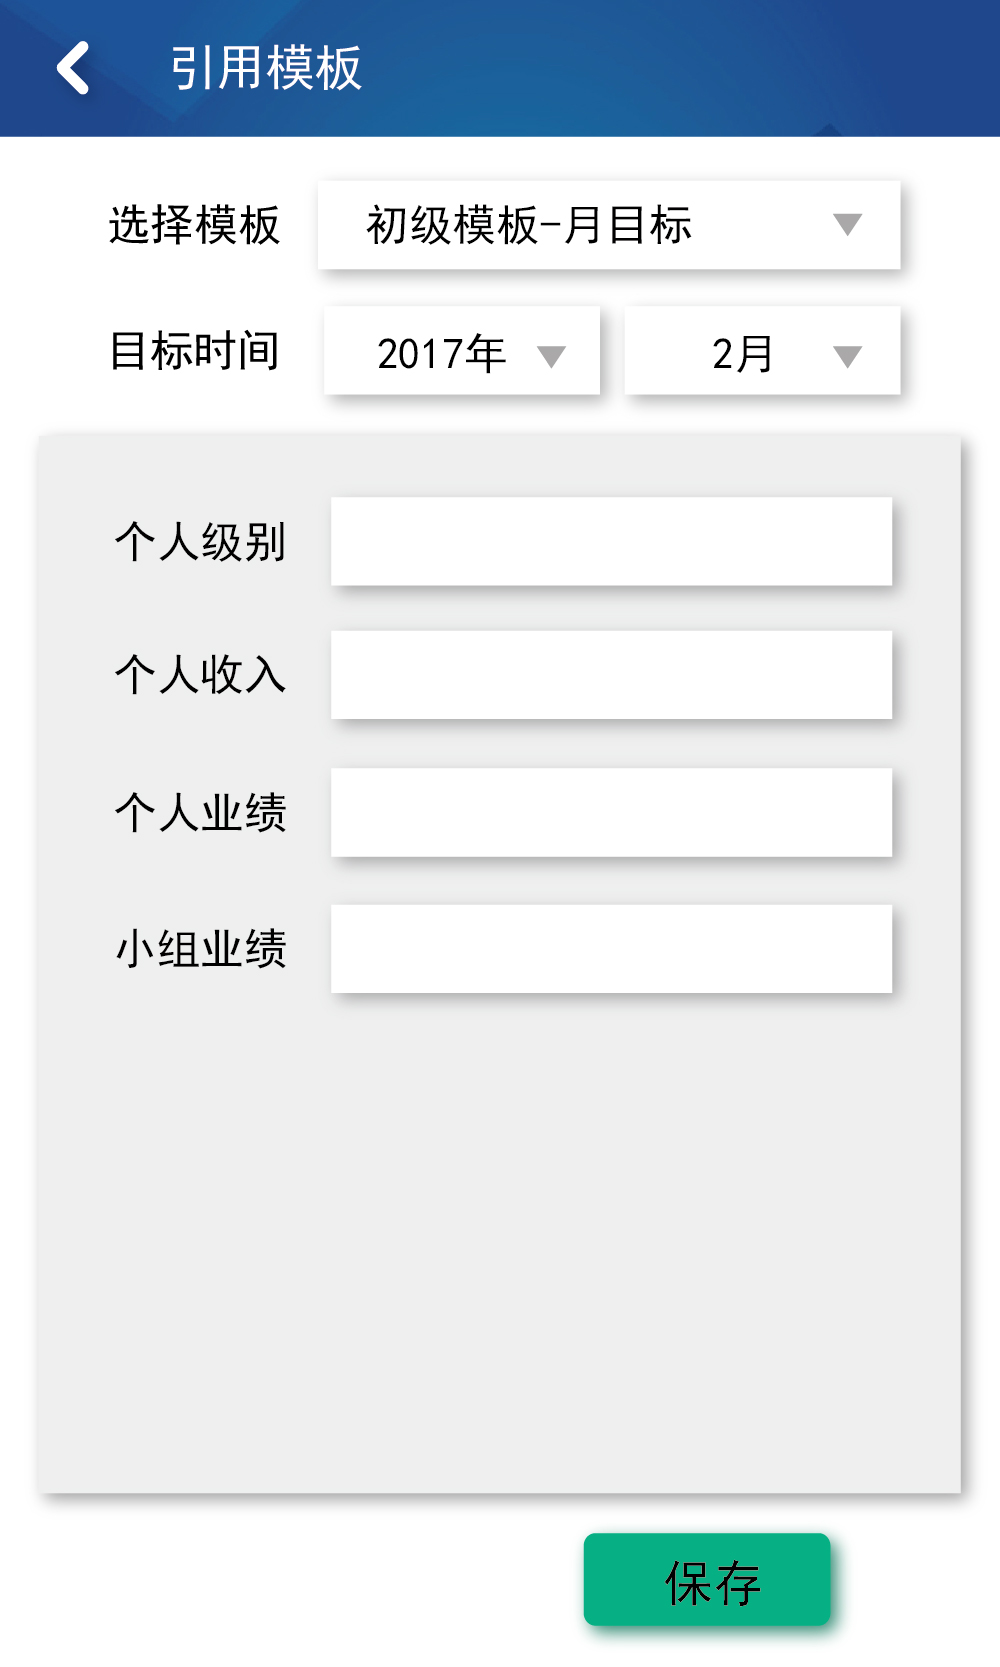 引用模板
选择模板 初级模板-月目标
目标时间 2017年 2月
个人级别
个人收入
个人业绩
小组业绩
保存